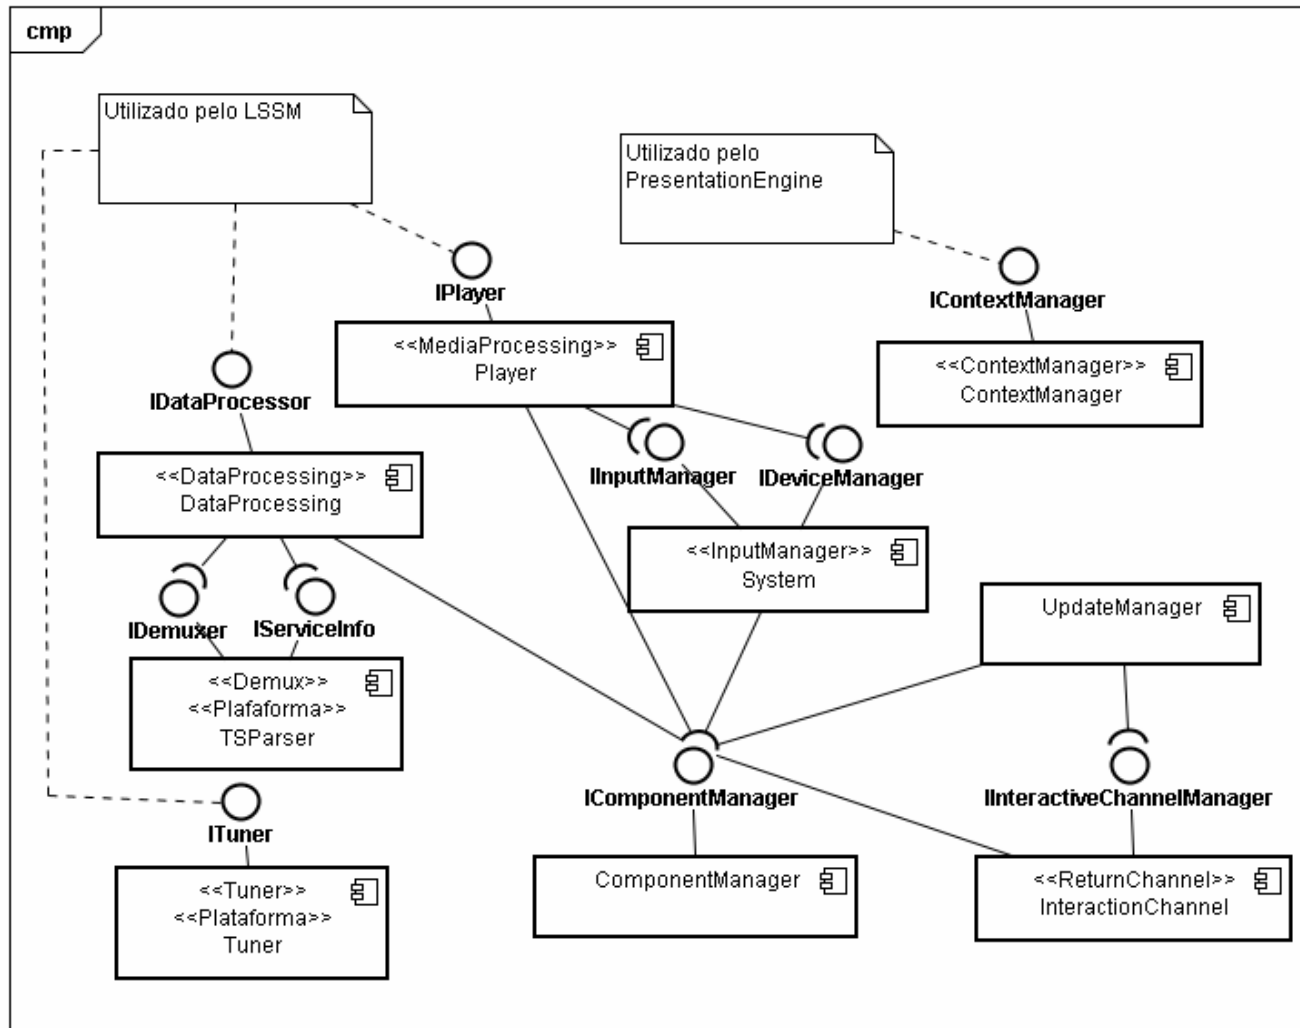 cmp
Utilizado pelo LSSM
Utilizado pelo
PresentationEngine
IPlayer
IContextManager
<<MediaProcessing>>
Player
<<ContextManager>>
ContextManager
IDataProcessor
IInputManager
IDeviceManager
<<DataProcessing>>
DataProcessing
<<InputManager>>
System
IDemuxer
IServiceInfo
UpdateManager
<<Demux>>
<<Plafaforma>>
TSParser
IComponentManager
IInteractiveChannelManager
ITuner
<<Tuner>>
<<Plataforma>>
Tuner
ComponentManager
<<ReturnChannel>>
InteractionChannel